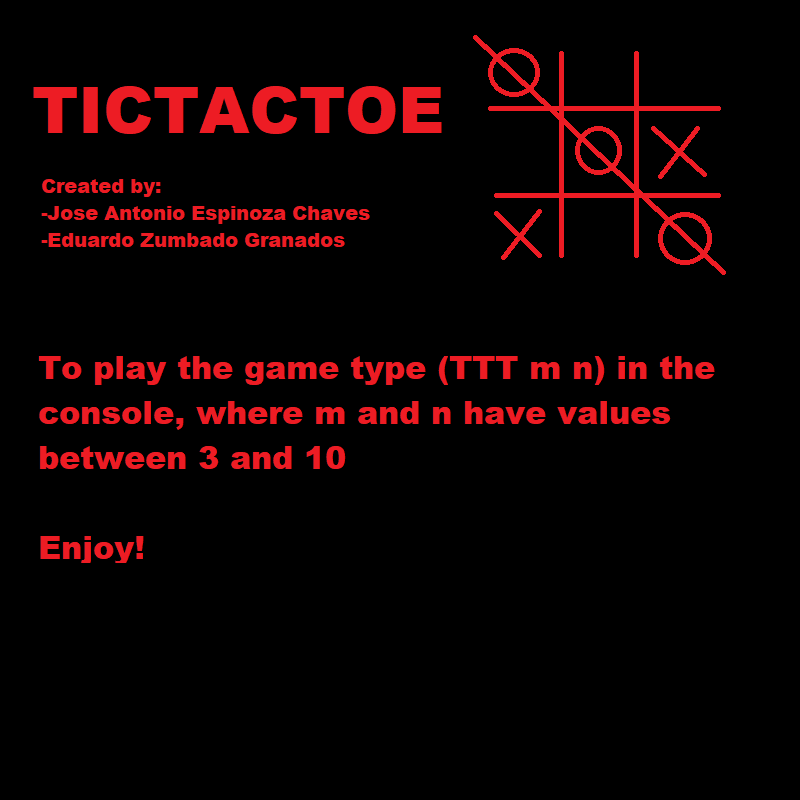 TICTACTOE
Created by:
-Jose Antonio Espinoza Chaves
-Eduardo Zumbado Granados
To play the game type (TTT m n) in the
console, where m and n have values
between 3 and 10
Enjoy!